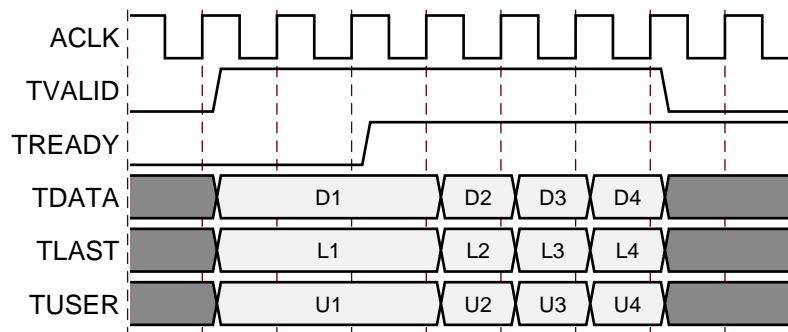 ACLK
TVALID
TREADY
TDATA D1 D2 D3 D4
TLAST L1 L2 L3 L4
TUSER U1 U2 U3 U4